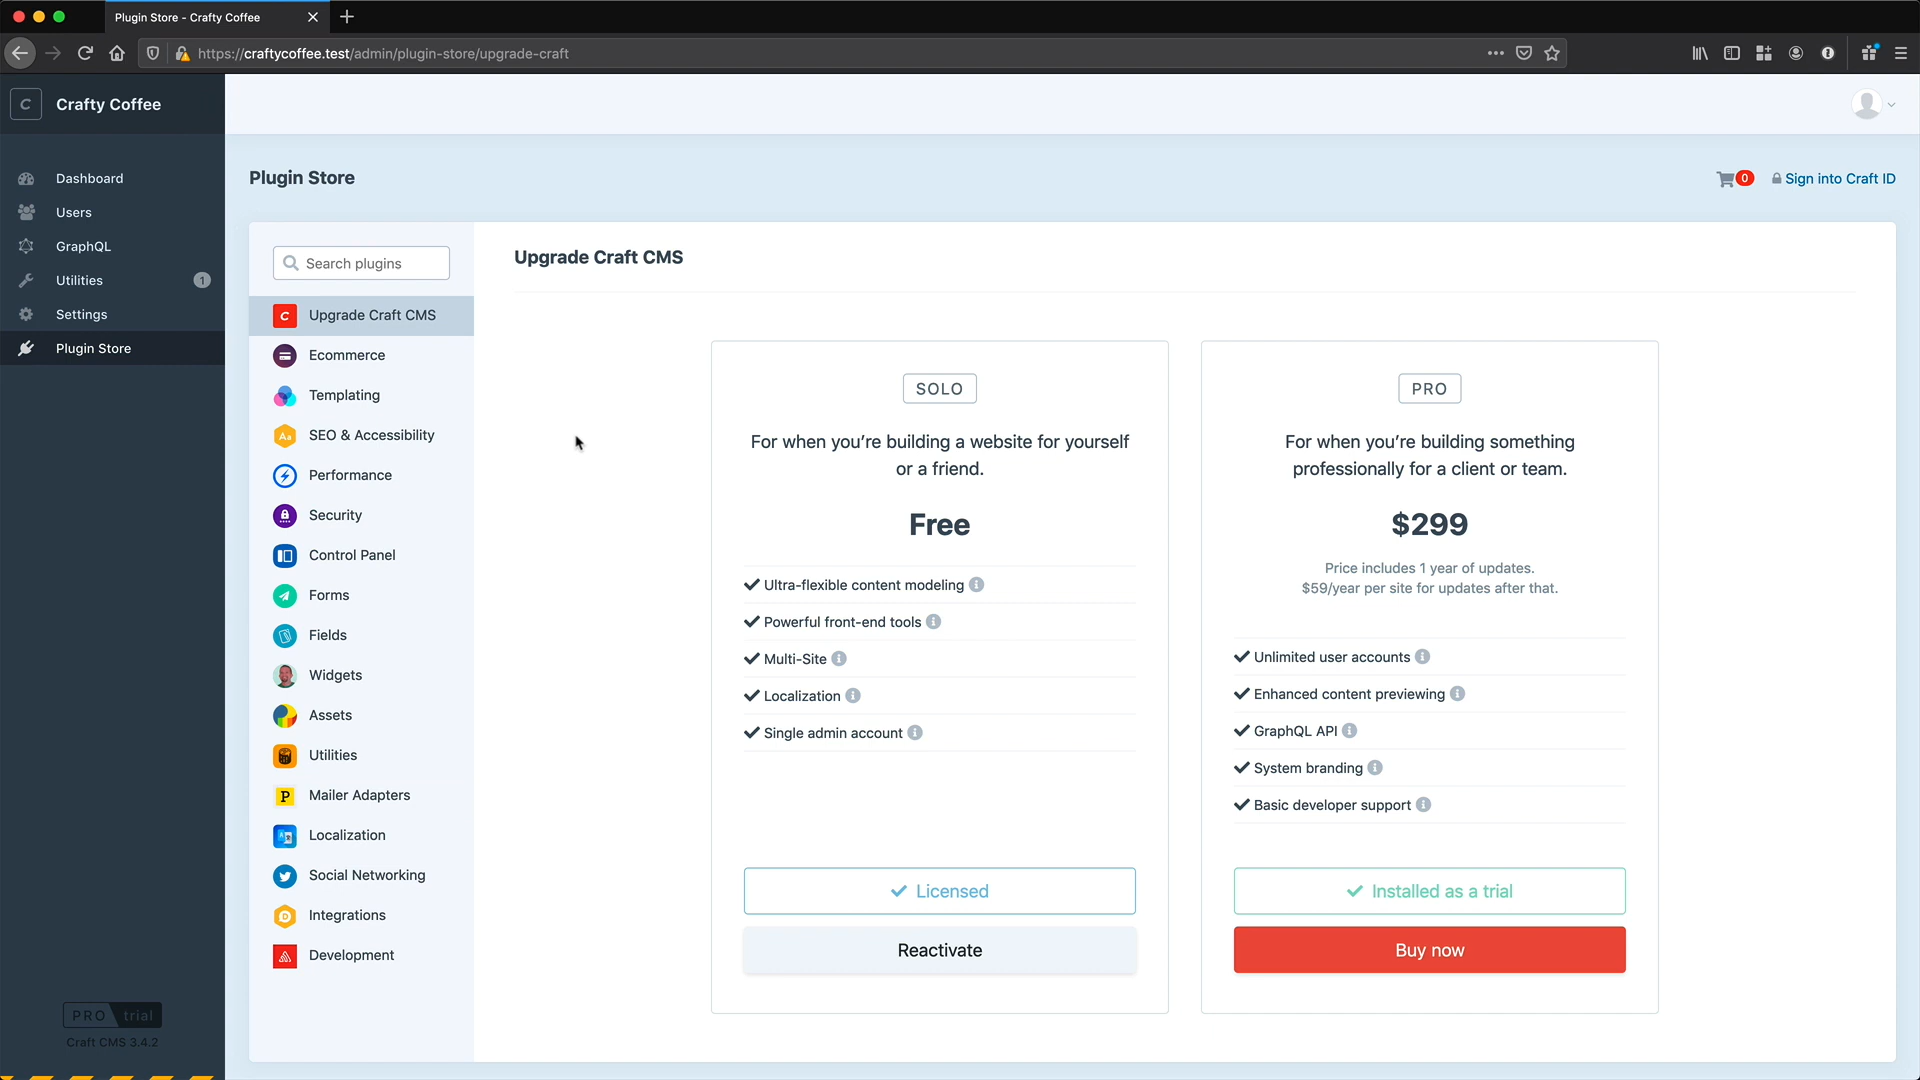 Plugin Store - Crafty Coffee
https://craftycoffee.test/admin/plugin-store/upgrade-craft
C
Crafty Coffee
Dashboard
Users
GraphQL
Utilities
1
Settings
Plugin Store
PRO trial
Craft CMS 3.4.2
Plugin Store
0
Sign into Craft ID
Search plugins
C
Upgrade Craft CMS
Ecommerce
Templating
Aa
SEO & Accessibility
Performance
Security
Control Panel
Forms
Fields
Widgets
Assets
Utilities
P
Mailer Adapters
Localization
Social Networking
Integrations
Development
Upgrade Craft CMS
SOLO
For when you’re building a website for yourself
or a friend.
Free
Ultra-flexible content modeling
Powerful front-end tools
Multi-Site
Localization
Single admin account
Licensed
Reactivate
PRO
For when you’re building something
professionally for a client or team.
$299
Price includes 1 year of updates.
$59/year per site for updates after that.
Unlimited user accounts
Enhanced content previewing
GraphQL API
System branding
Basic developer support
Installed as a trial
Buy now